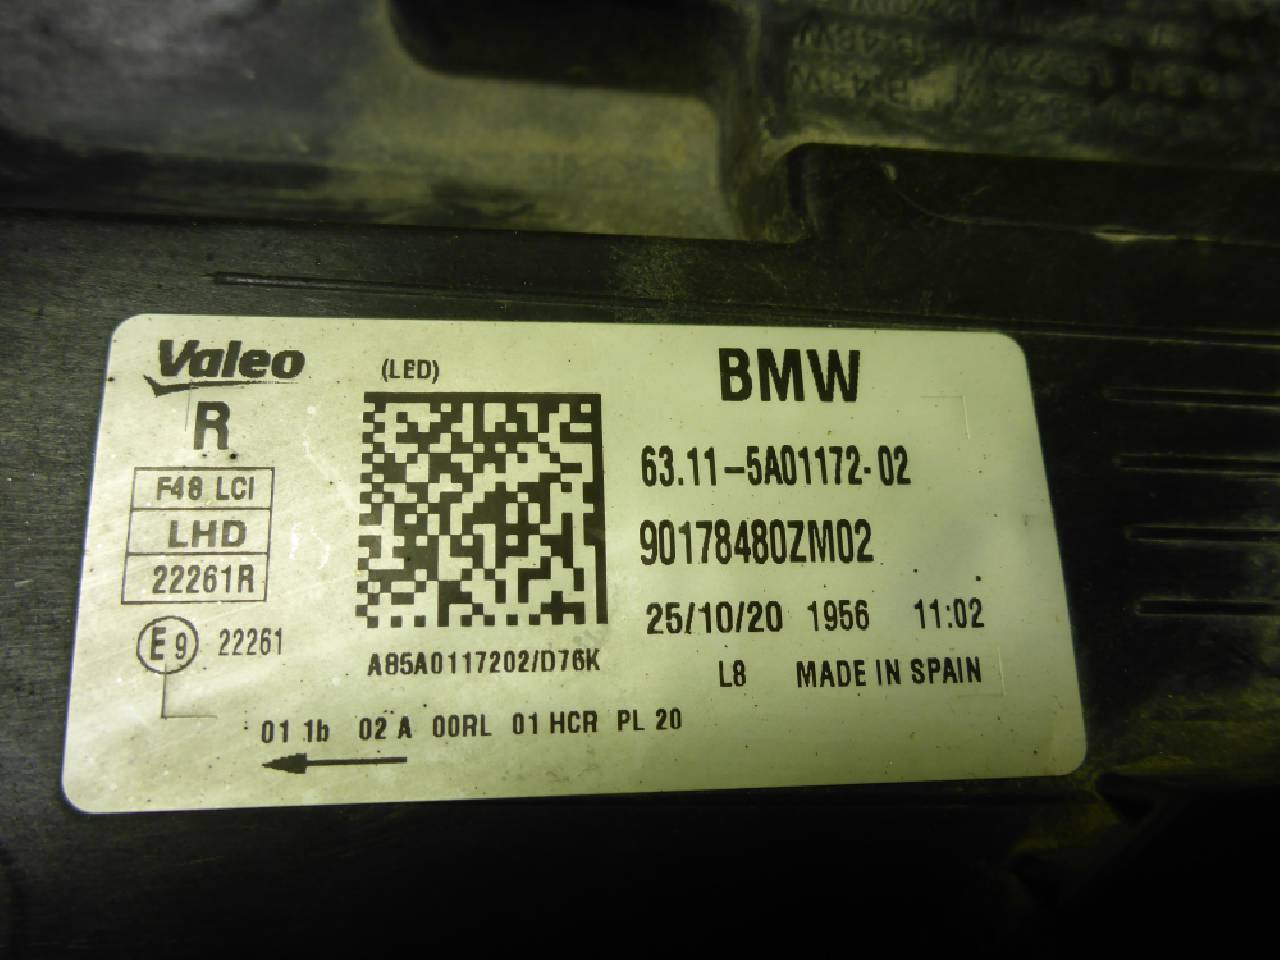 Valeo
(LED)
BMW
R
63.11-5A01172-02
F48 LCI
LHD
90178480ZM02
22261R
25/10/20 1956 11:02
E9 22261
A85A0117202/D76K
L8 MADE IN SPAIN
01 1b 02 A 00RL 01 HCR PL 20